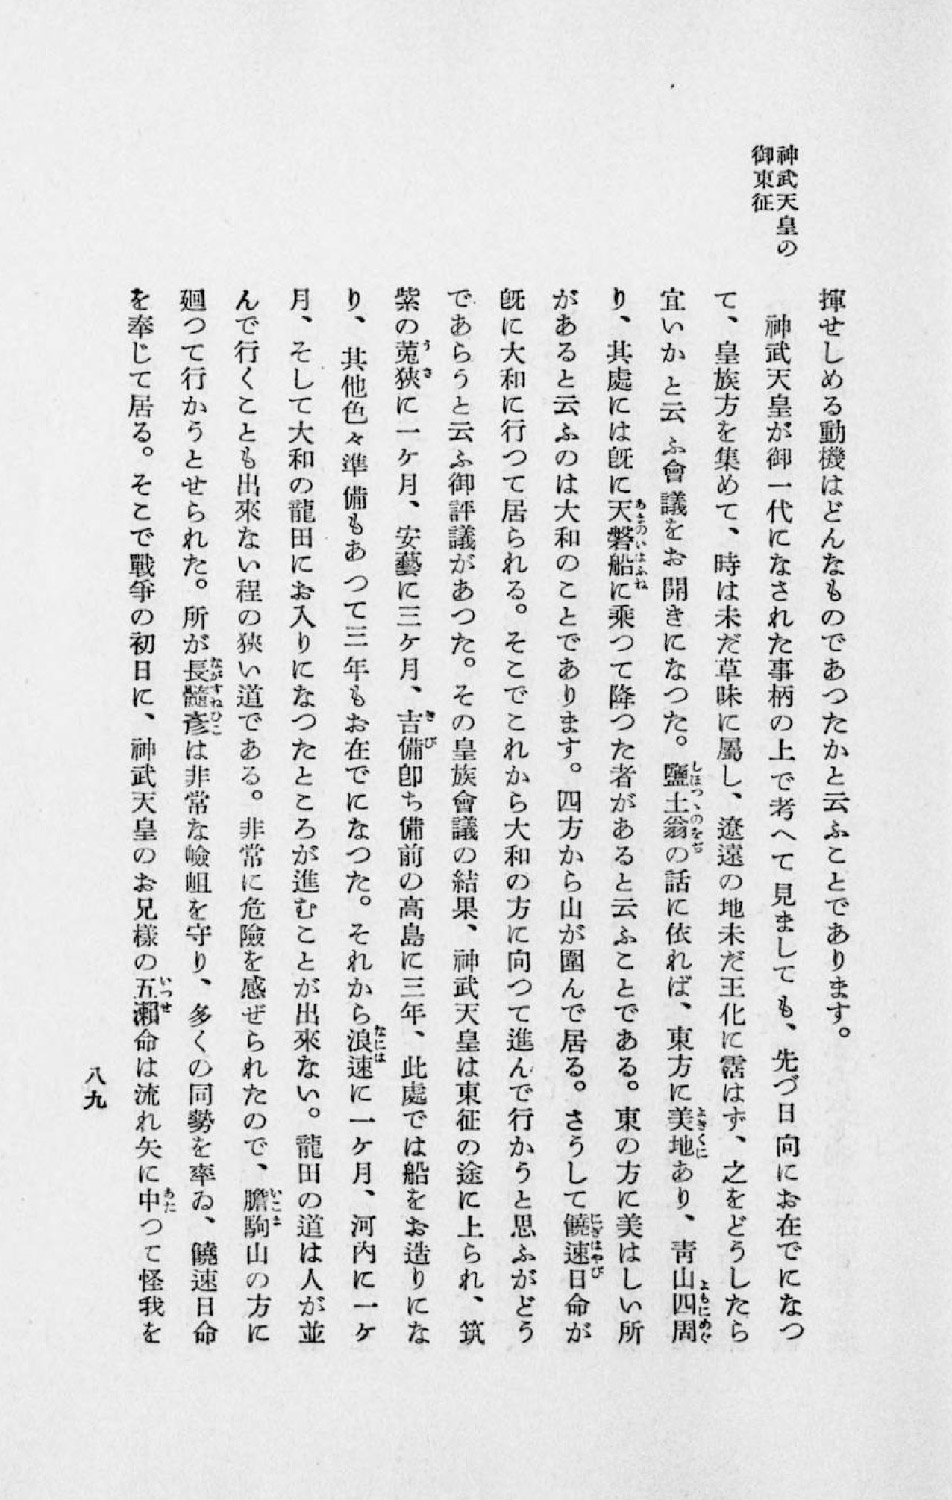 神武天皇の
御東征
揮せしめる動機はどんなものであつたかと云ふことであります。
神武天皇が御一代になされた事柄の上で考へて見ましても、先づ日向にお在でになつ
て、皇族方を集めて、時は未だ草昧に屬し、遼遠の地未だ王化に霑はず、之をどうしたら
宜いかと云ふ會議をお開きになつた。鹽土翁の話に依れば、東方に美地あり、靑山四周
り、其處には旣に天磐船に乘つて降つた者があると云ふことである。東の方に美はしい所
があると云ふのは大和のことであります。四方から山が圍んで居る。さうして饒速日命が
旣に大和に行つて居られる。そこでこれから大和の方に向つて進んで行かうと思ふがどう
であらうと云ふ御評議があつた。その皇族會議の結果、神武天皇は東征の途に上られ、筑
紫の菟狹に一ヶ月、安藝に三ヶ月、吉備卽ち備前の高島に三年、此處では船をお造りにな
り、其他色々準備もあつて三年もお在でになつた。それから浪速に一ヶ月、河內に一ヶ
月、そして大和の龍田にお入りになつたところが進むことが出來ない。龍田の道は人が並
んで行くことも出來ない程の狹い道である。非常に危險を感ぜられたので、膽駒山の方に
廻つて行かうとせられた。所が長髓彥は非常な嶮岨を守り、多くの同勢を率ゐ、饒速日命
を奉じて居る。そこで戰爭の初日に、神武天皇のお兄樣の五瀨命は流れ矢に中つて怪我を
八九